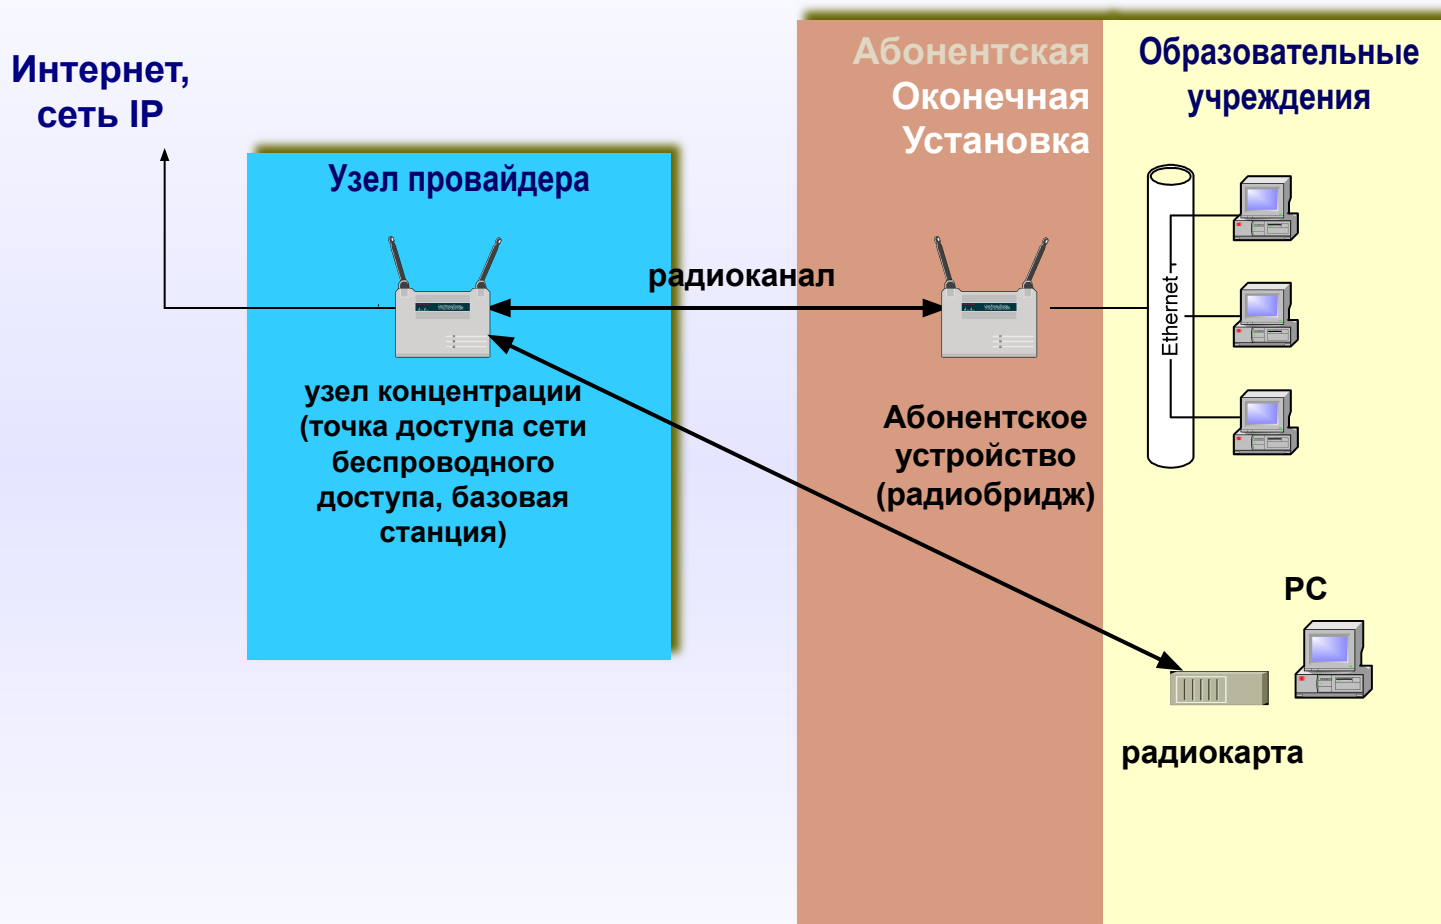 Интернет,
сеть IP
Узел провайдера
узел концентрации
(точка доступа сети
беспроводного
доступа, базовая
станция)
радиоканал
Абонентская
Оконечная
Установка
Абонентское
устройство
(радиобридж)
Образовательные
учреждения
Ethernet
PC
радиокарта